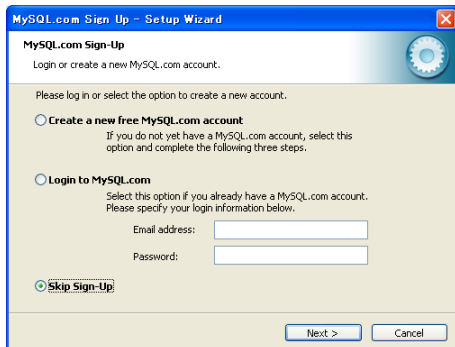 MySQL.com Sign Up - Setup Wizard
MySQL.com Sign-Up
Login or create a new MySQL.com account.
Please log in or select the option to create a new account.
Create a new free MySQL.com account
If you do not yet have a MySQL.com account, select this
option and complete the following three steps.
Login to MySQL.com
Select this option if you already have a MySQL.com account.
Please specify your login information below.
Email address:
Password:
Skip Sign-Up
Next >
Cancel